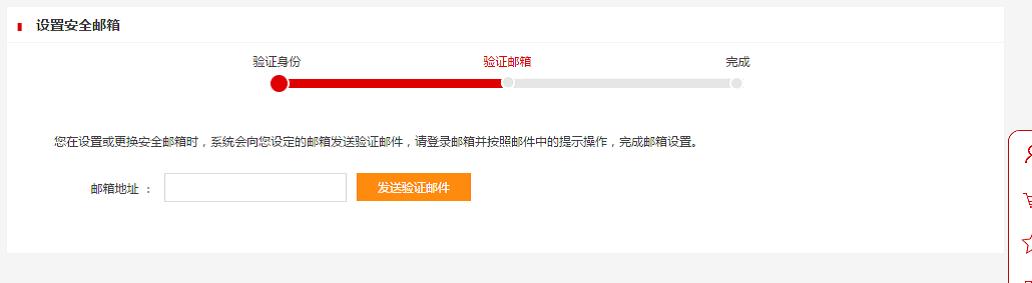 设置安全邮箱
验证身份 验证邮箱 完成
您在设置或更换安全邮箱时，系统会向您设定的邮箱发送验证邮件，请登录邮箱并按照邮件中的提示操作，完成邮箱设置。
邮箱地址 ： 发送验证邮件